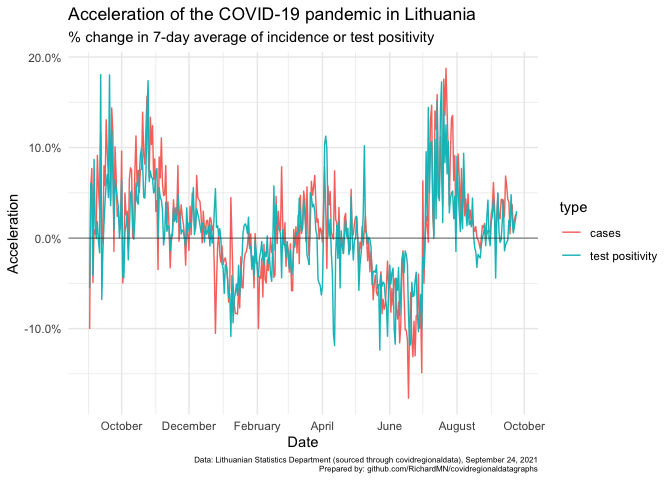 Acceleration of the COVID-19 pandemic in Lithuania
% change in 7-day average of incidence or test positivity
20.0%
10.0%
0.0%
-10.0%
Acceleration
October
December
February
April
June
August
October
Date
type
cases
test positivity
Data: Lithuanian Statistics Department (sourced through covidregionaldata), September 24, 2021
Prepared by: github.com/RichardMN/covidregionaldatagraphs